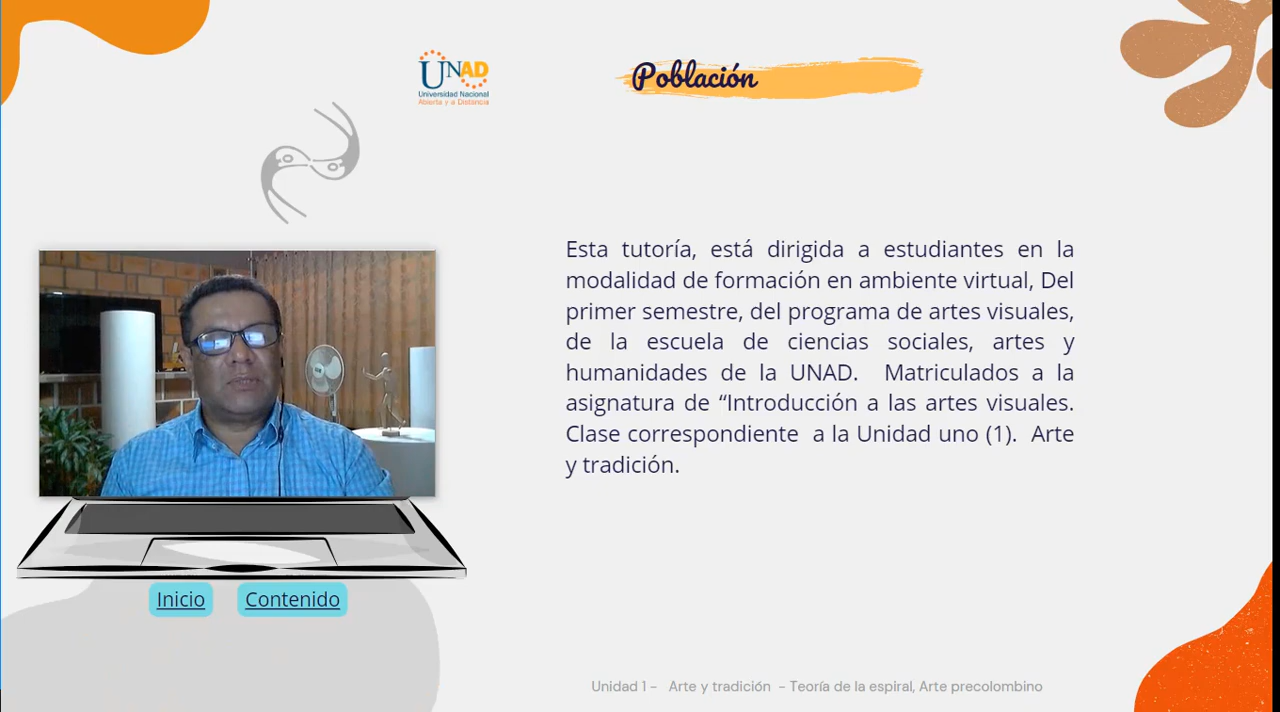 UNAD
Universidad Nacional
Abierta y a Distancia
Población
Esta tutoría, está dirigida a estudiantes en la
modalidad de formación en ambiente virtual, Del
primer semestre, del programa de artes visuales,
de la escuela de ciencias sociales, artes y
humanidades de la UNAD. Matriculados a la
asignatura de “Introducción a las artes visuales.
Clase correspondiente a la Unidad uno (1). Arte
y tradición.
Inicio
Contenido
Unidad 1 - Arte y tradición - Teoría de la espiral, Arte precolombino